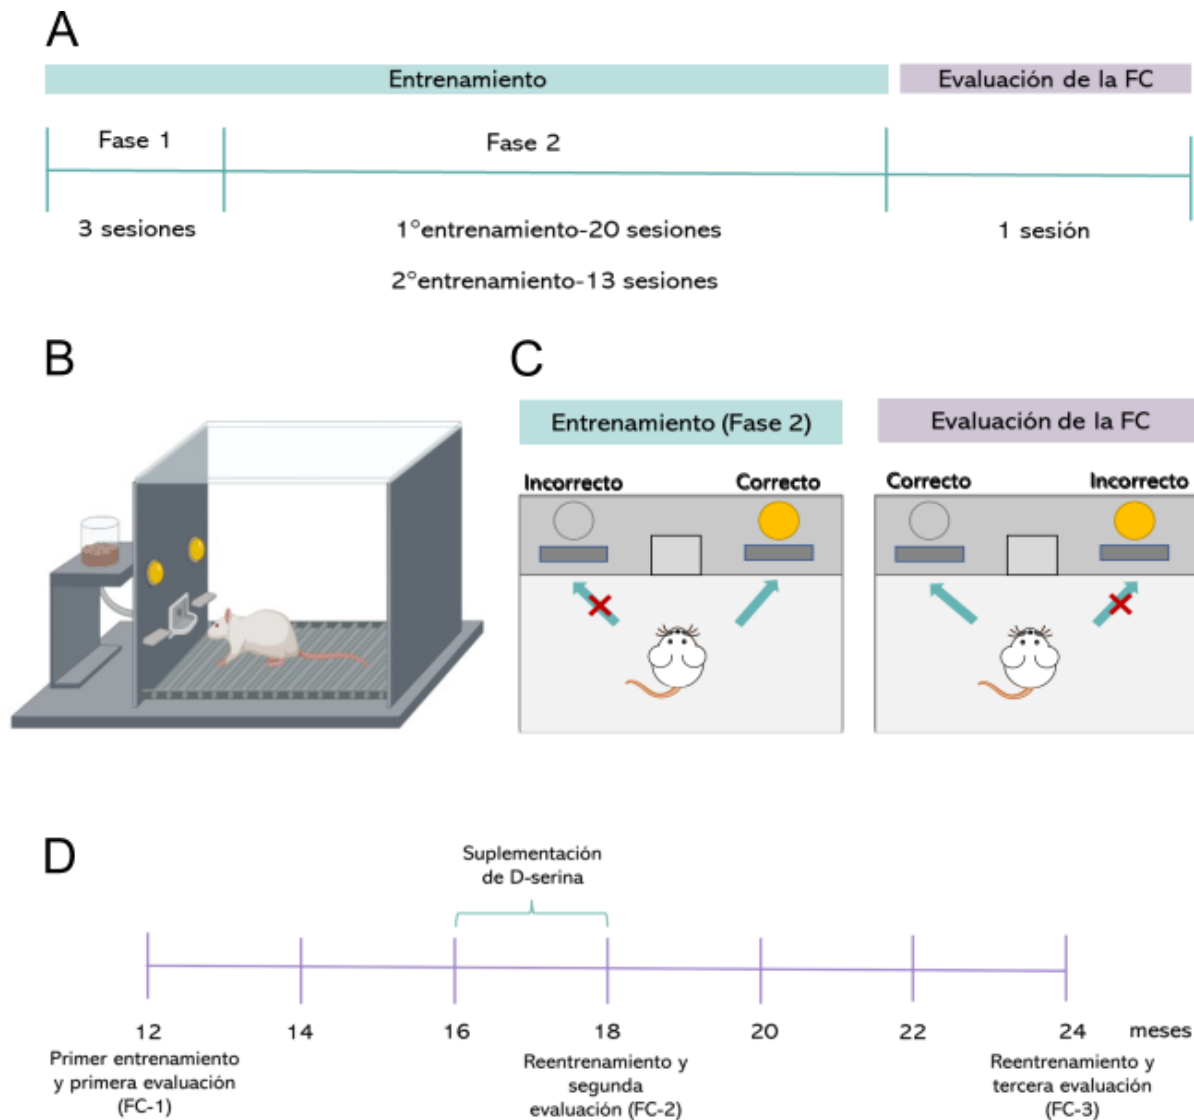 A
Entrenamiento
Evaluación de la FC
Fase 1
Fase 2
3 sesiones
1°entrenamiento-20 sesiones
1 sesión
2°entrenamiento-13 sesiones
B
C
Entrenamiento (Fase 2)
Evaluación de la FC
Incorrecto
Correcto
Correcto
Incorrecto
D
Suplementación
de D-serina
12
14
16
18
20
22
24
meses
Primer entrenamiento
y primera evaluación
(FC-1)
Reentrenamiento y
segunda
evaluación (FC-2)
Reentrenamiento y
tercera evaluación
(FC-3)